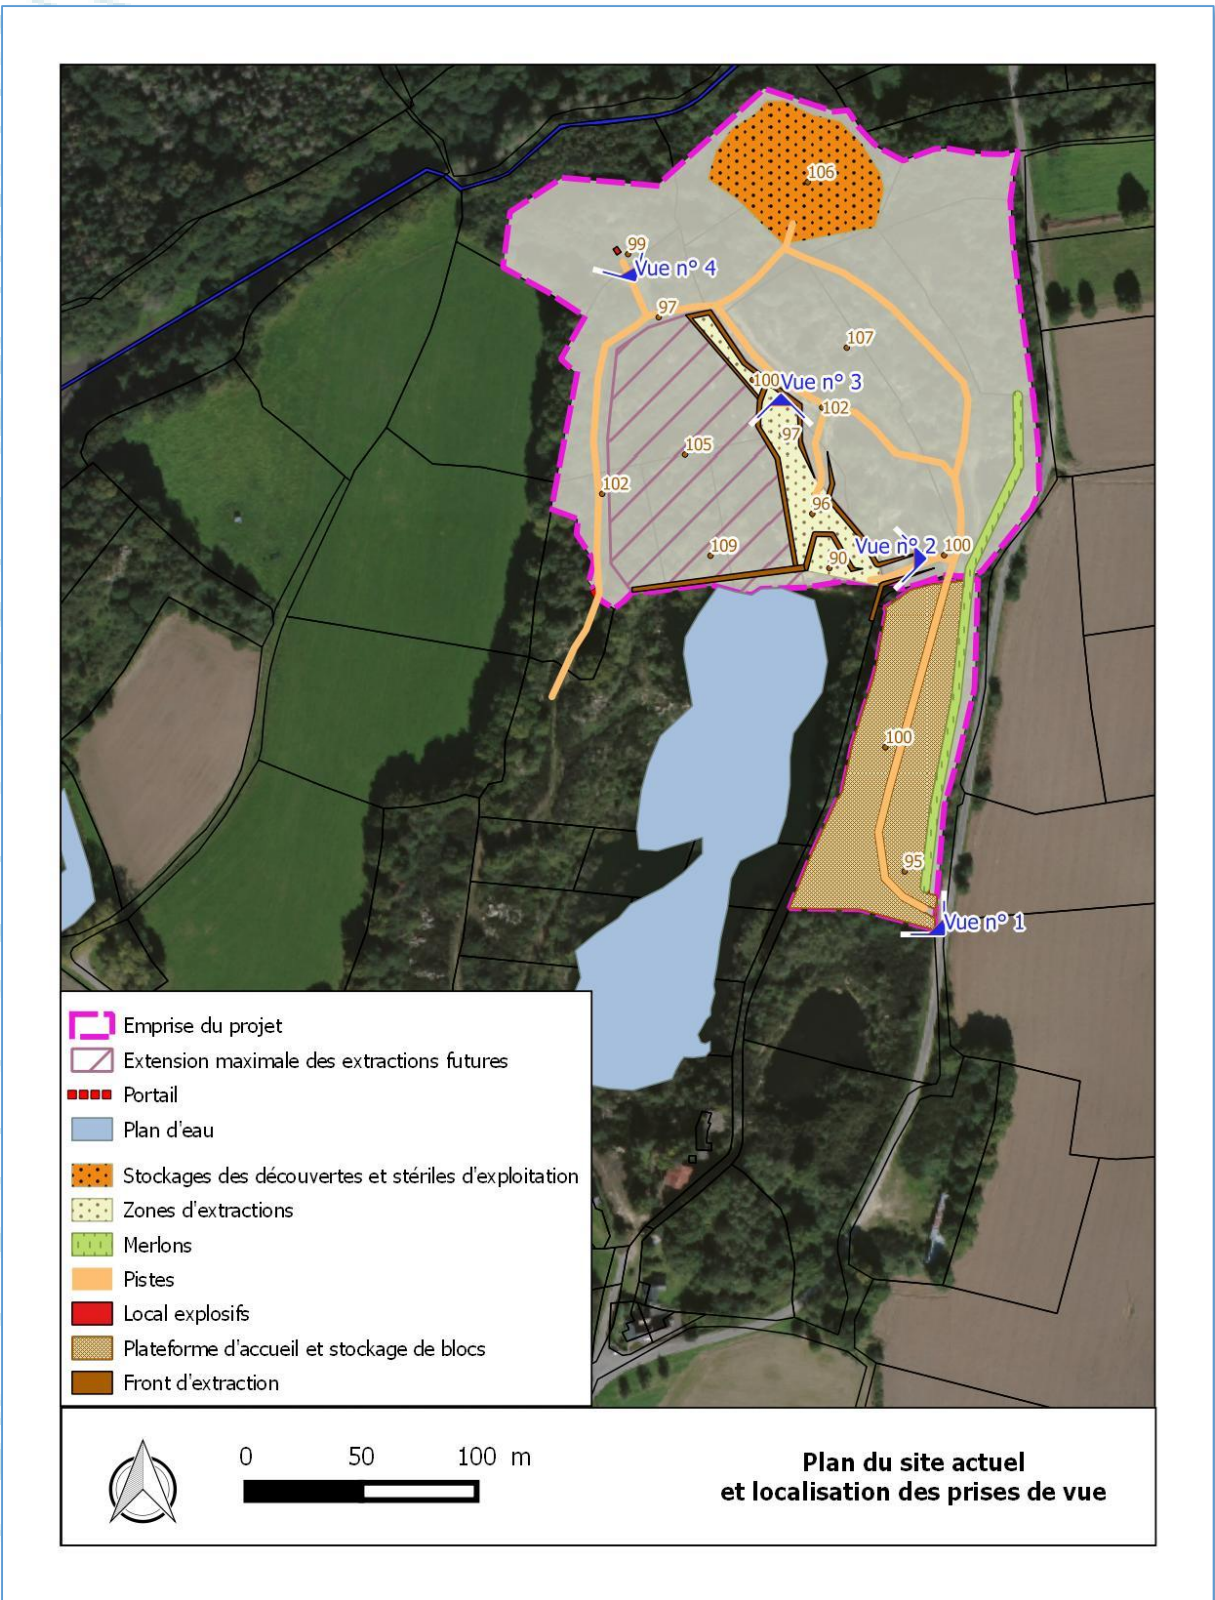 106
99
Vue n° 4
97
107
100
Vue n° 3
102
97
105
102
96
109
Vue n° 2
100
90
100
95
Vue n° 1
Emprise du projet
Extension maximale des extractions futures
Portail
Plan d'eau
Stockages des découvertes et stériles d'exploitation
Zones d'extractions
Merlons
Pistes
Local explosifs
Plateforme d'accueil et stockage de blocs
Front d'extraction
0 50 100 m
Plan du site actuel
et localisation des prises de vue